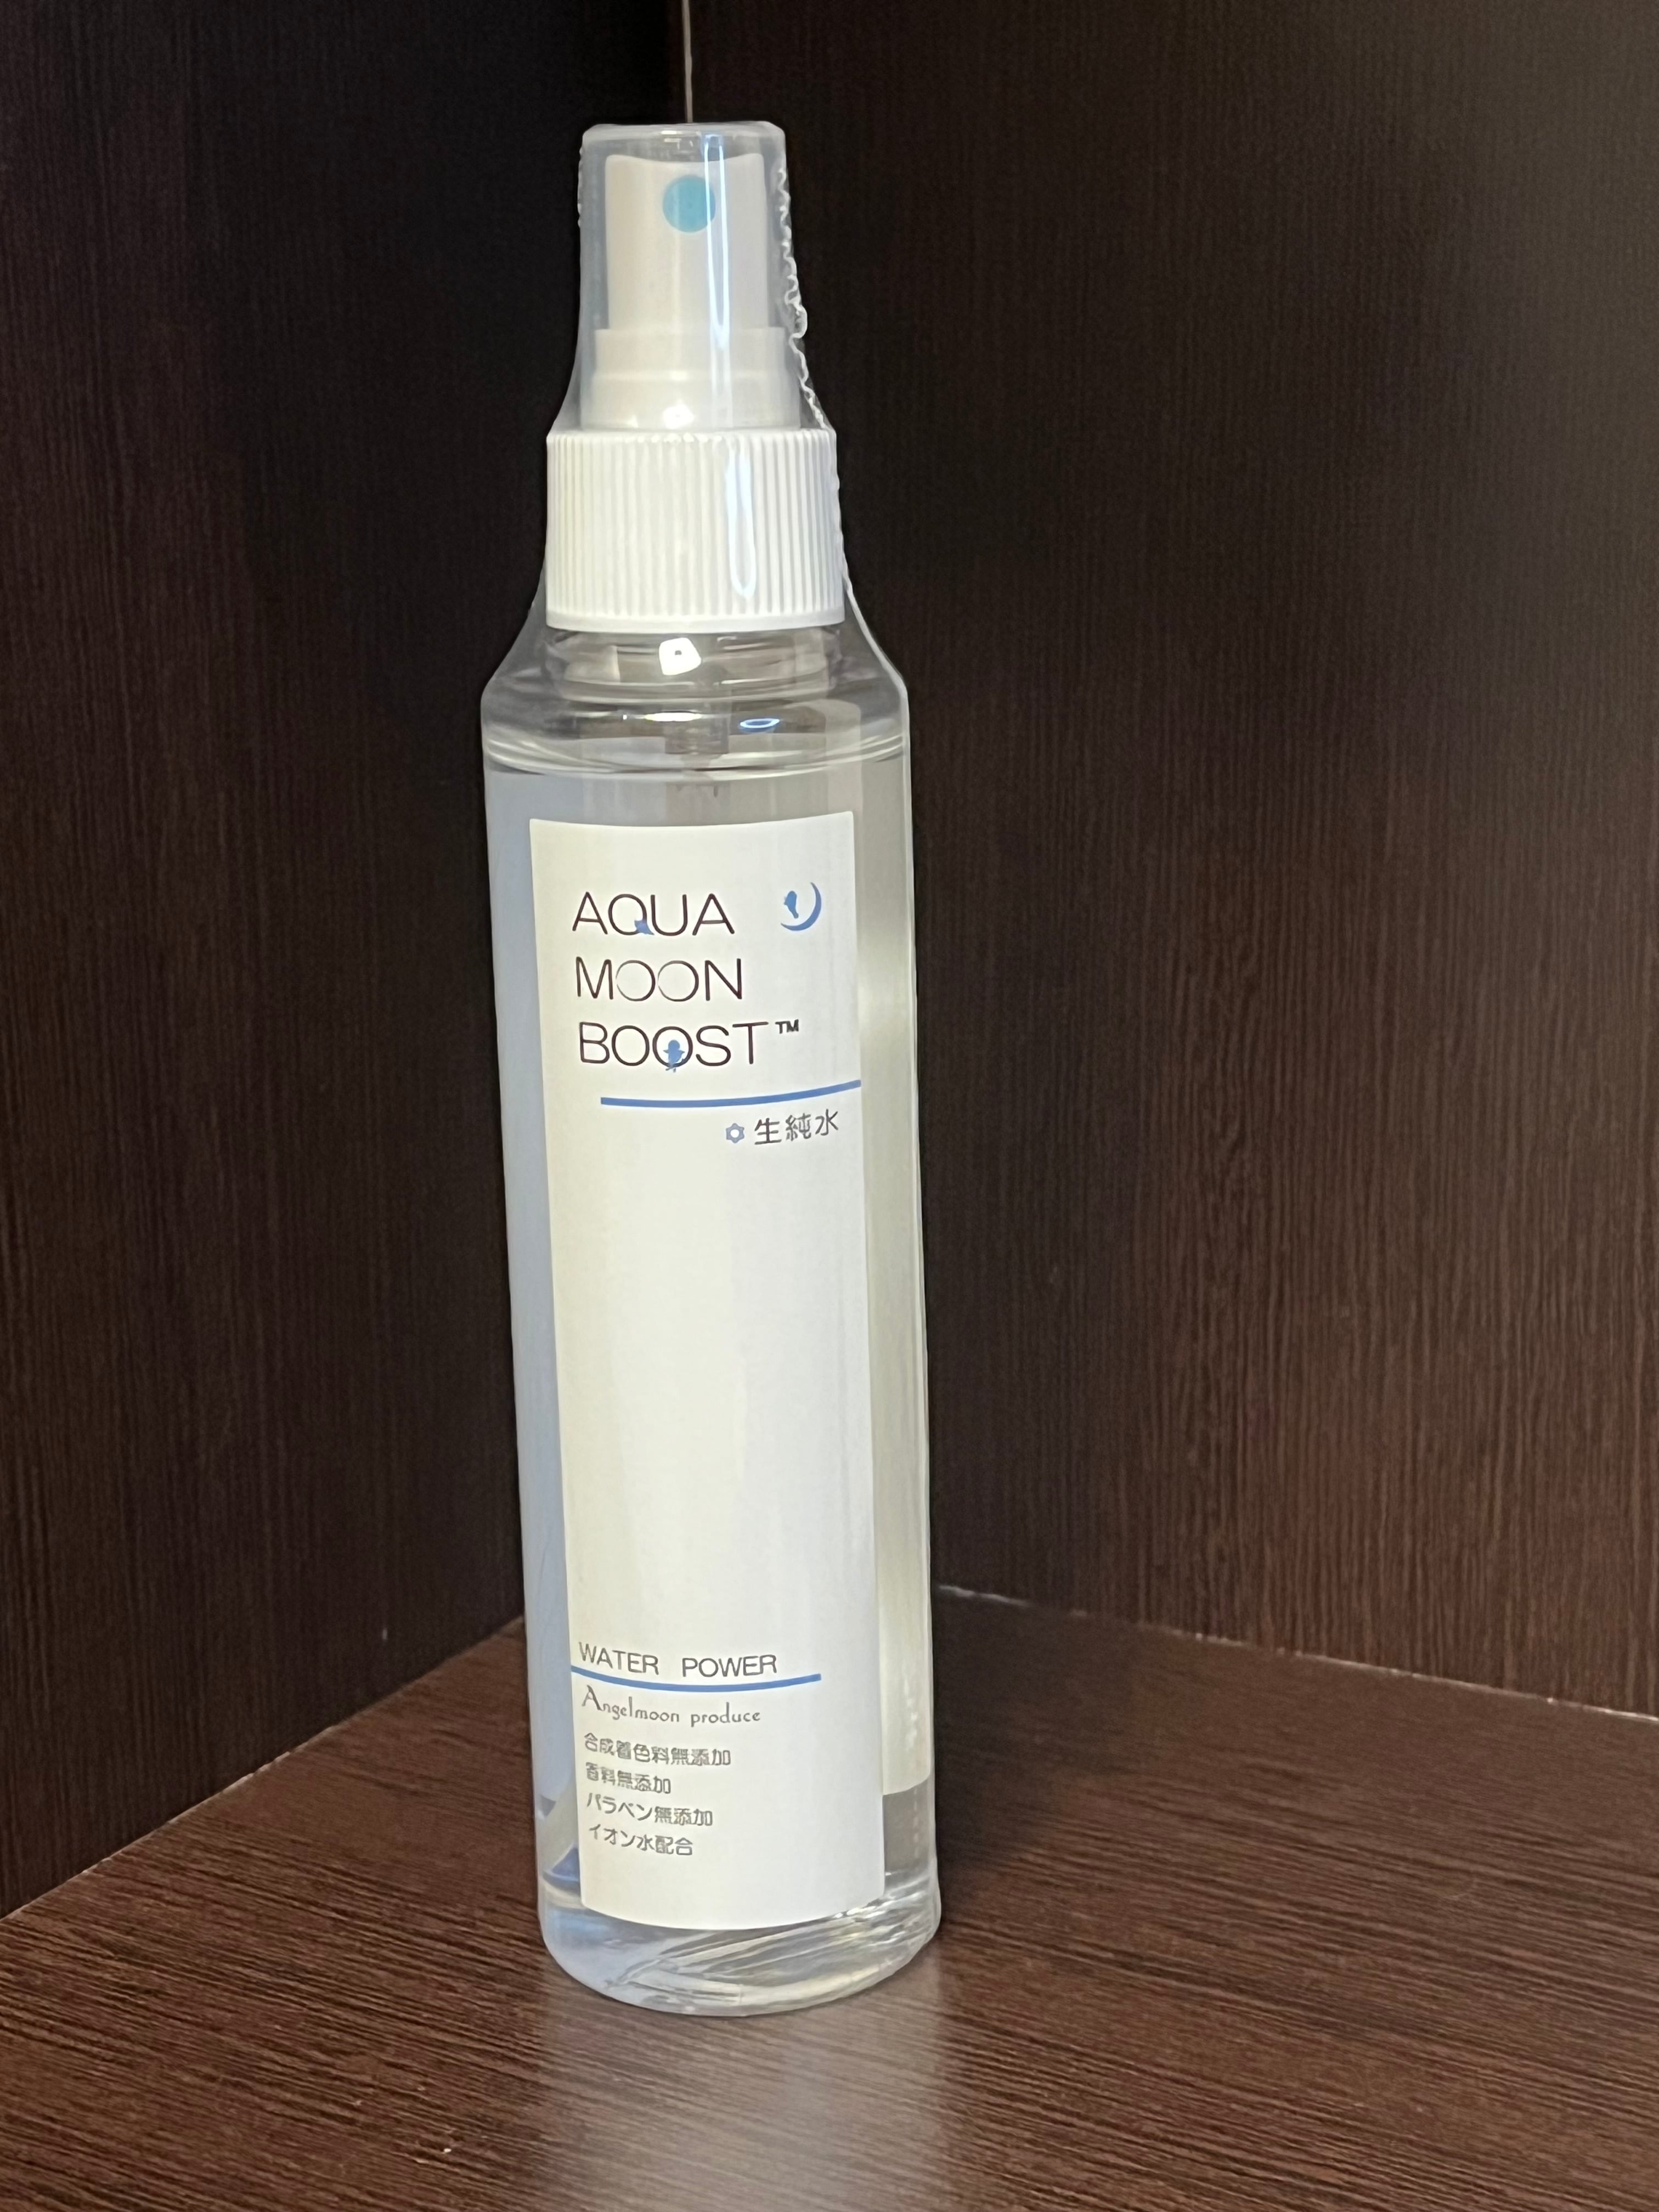 AQUA
MOON
BOOST™
生純水
WATER POWER
Angelmoon produce
合成着色料無添加
香料無添加
パラベン無添加
イオン水配合